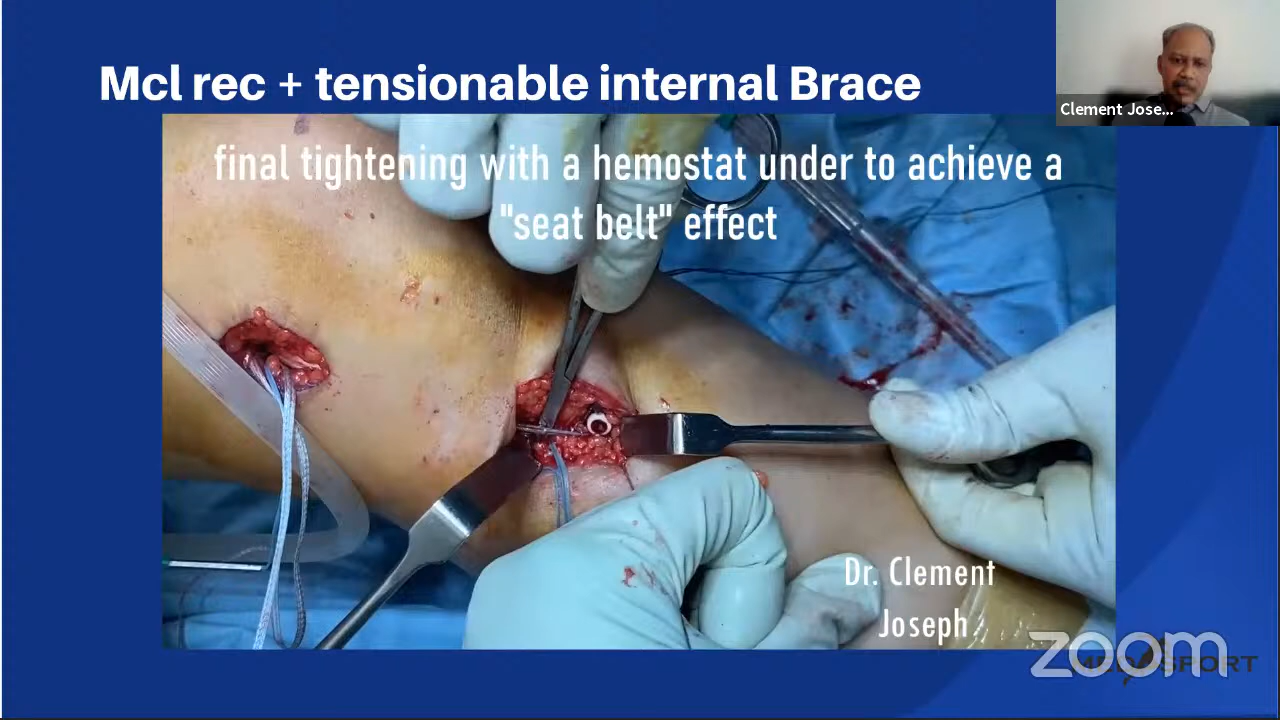 Mcl rec + tensionable internal Brace
Clement Jose...
final tightening with a hemostat under to achieve a
"seat belt" effect
Dr. Clement
Joseph
zoom
MEDSPORT